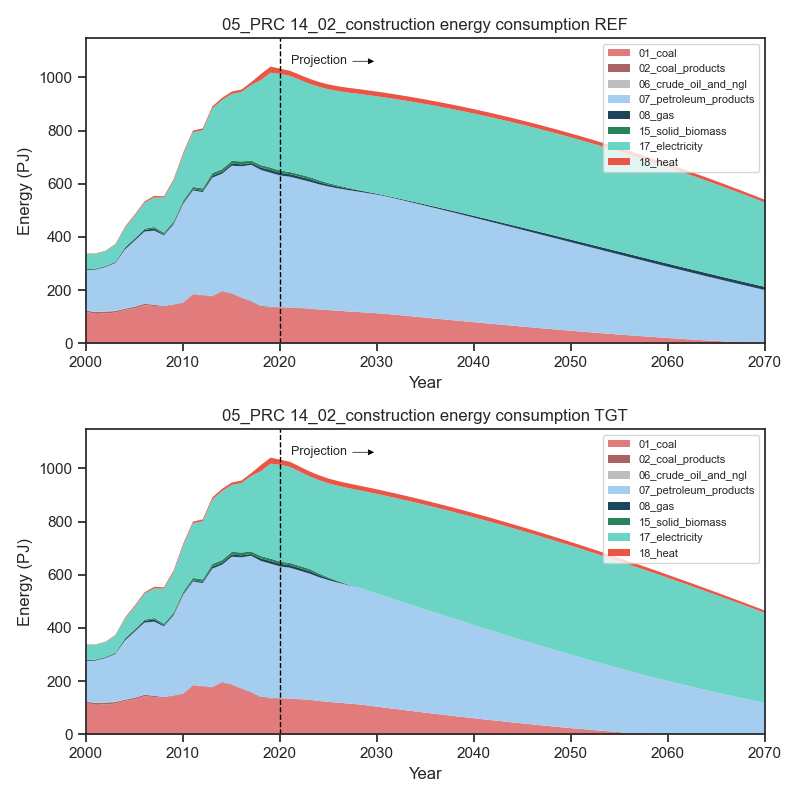 05_PRC 14_02_construction energy consumption REF
Energy (PJ)
1000
800
600
400
200
0
Projection
01_coal
02_coal_products
06_crude_oil_and_ngl
07_petroleum_products
08_gas
15_solid_biomass
17_electricity
18_heat
2000 2010 2020 2030 2040 2050 2060 2070
Year
05_PRC 14_02_construction energy consumption TGT
Energy (PJ)
1000
800
600
400
200
0
Projection
01_coal
02_coal_products
06_crude_oil_and_ngl
07_petroleum_products
08_gas
15_solid_biomass
17_electricity
18_heat
2000 2010 2020 2030 2040 2050 2060 2070
Year